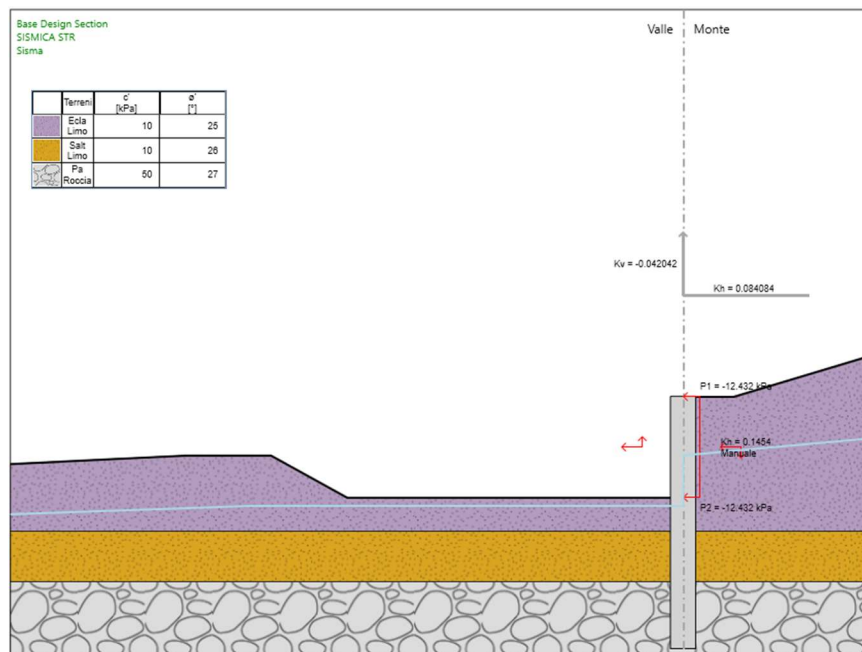 Base Design Section
SISMICA STR
Sisma
Valle
Monte
Terreni
c'
[kPa]
ø'
[°]
Ecla
Limo
10
25
Salt
Limo
10
26
Pa
Roccia
50
27
Kv = -0.042042
Kh = 0.084084
P1 = -12.432 kPa
Kh = 0.1454
Manuale
P2 = -12.432 kPa